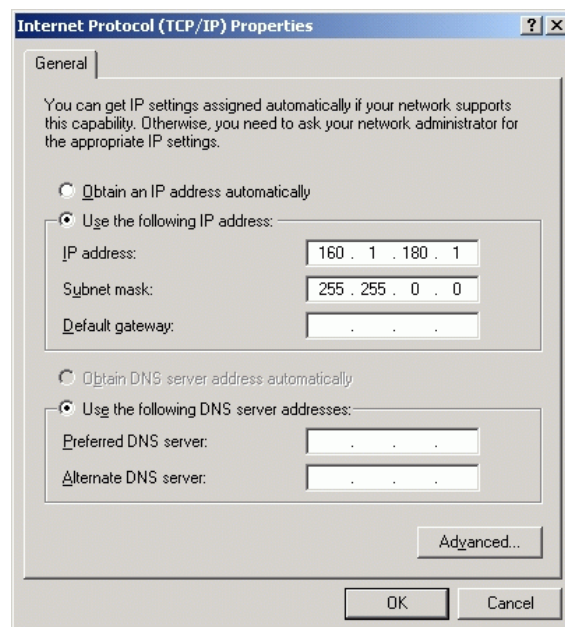 Internet Protocol (TCP/IP) Properties
General
You can get IP settings assigned automatically if your network supports
this capability. Otherwise, you need to ask your network administrator for
the appropriate IP settings.
Obtain an IP address automatically
Use the following IP address:
IP address: 160 . 1 . 180 . 1
Subnet mask: 255 . 255 . 0 . 0
Default gateway: . . .
Obtain DNS server address automatically
Use the following DNS server addresses:
Preferred DNS server: . . .
Alternate DNS server: . . .
Advanced...
OK Cancel